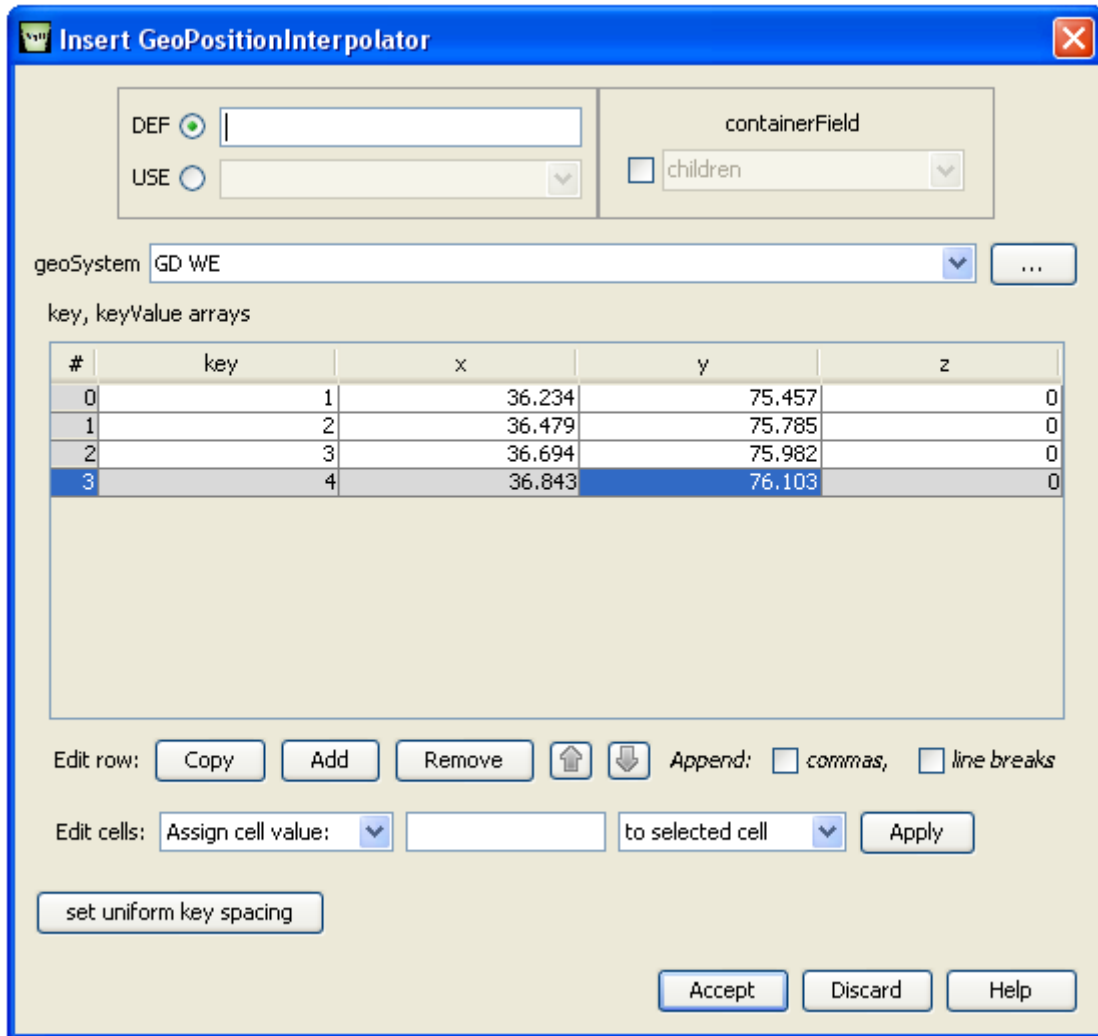 Insert GeoPositionInterpolator
DEF
containerField
USE
children
geoSystem GD WE ...
key, keyValue arrays
# key x y z
0 1 36.234 75.457 0
1 2 36.479 75.785 0
2 3 36.694 75.982 0
3 4 36.843 76.103 0
Edit row: Copy Add Remove Append: commas, line breaks
Edit cells: Assign cell value: to selected cell Apply
set uniform key spacing
Accept Discard Help